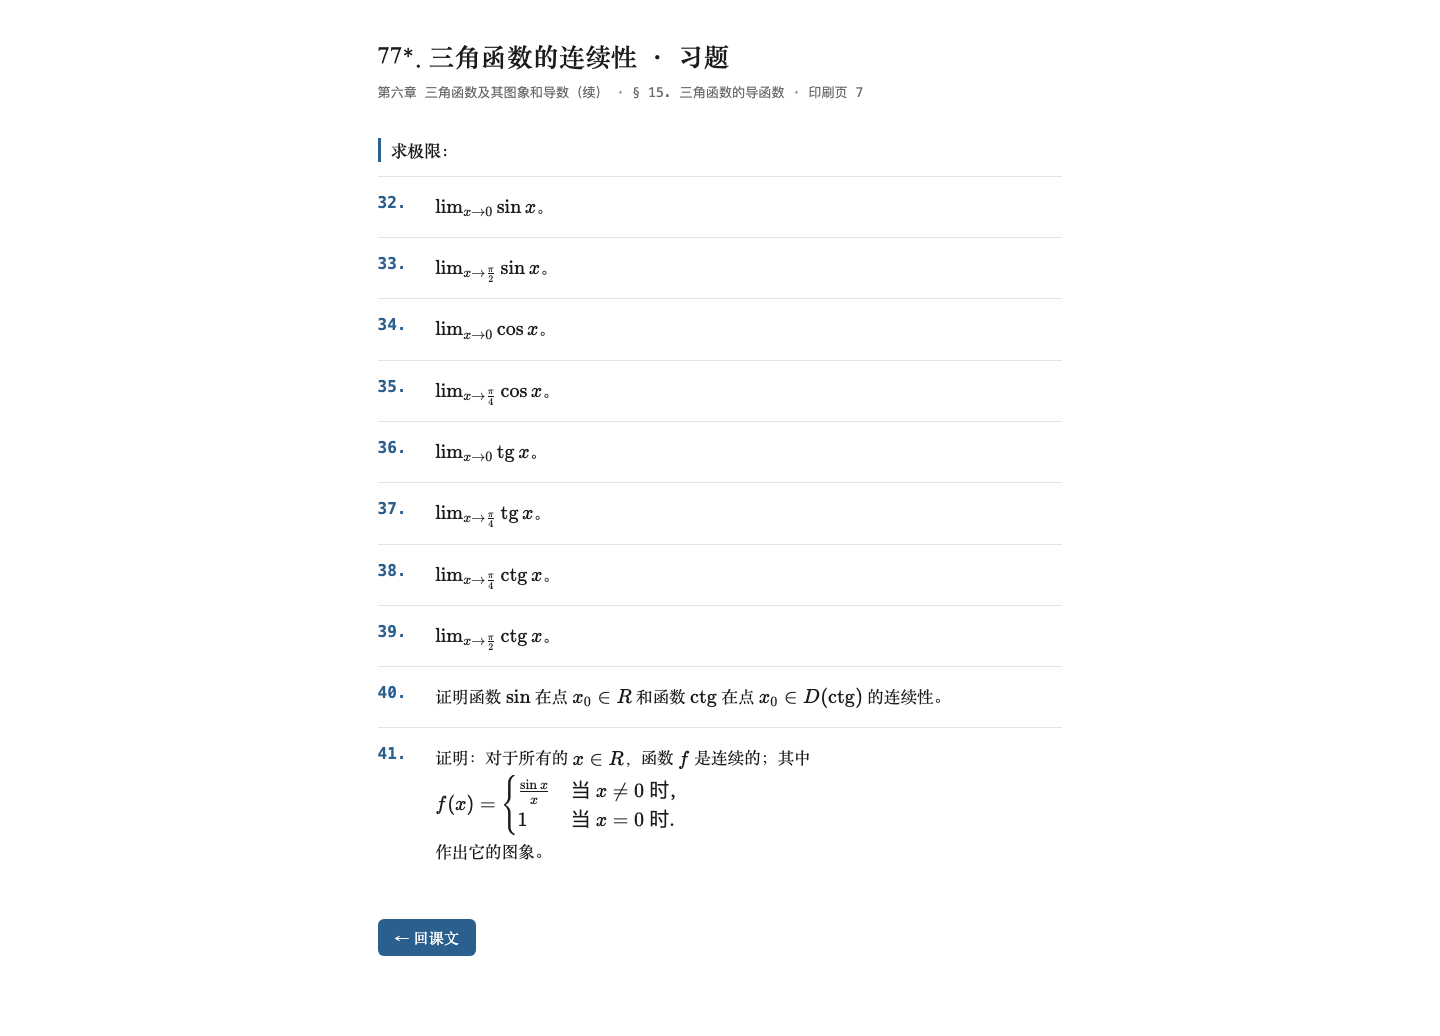 77*. 三角函数的连续性 · 习题
第六章 三角函数及其图象和导数（续） · § 15. 三角函数的导函数 · 印刷页 7
求极限：
32. lim_{x→0} sin x。
33. lim_{x→π/2} sin x。
34. lim_{x→0} cos x。
35. lim_{x→π/4} cos x。
36. lim_{x→0} tg x。
37. lim_{x→π/4} tg x。
38. lim_{x→π/4} ctg x。
39. lim_{x→π/2} ctg x。
40. 证明函数 sin 在点 x₀ ∈ R 和函数 ctg 在点 x₀ ∈ D(ctg) 的连续性。
41. 证明：对于所有的 x ∈ R，函数 f 是连续的；其中
f(x) = { sin x / x 当 x ≠ 0 时，
1 当 x = 0 时.
作出它的图象。
← 回课文